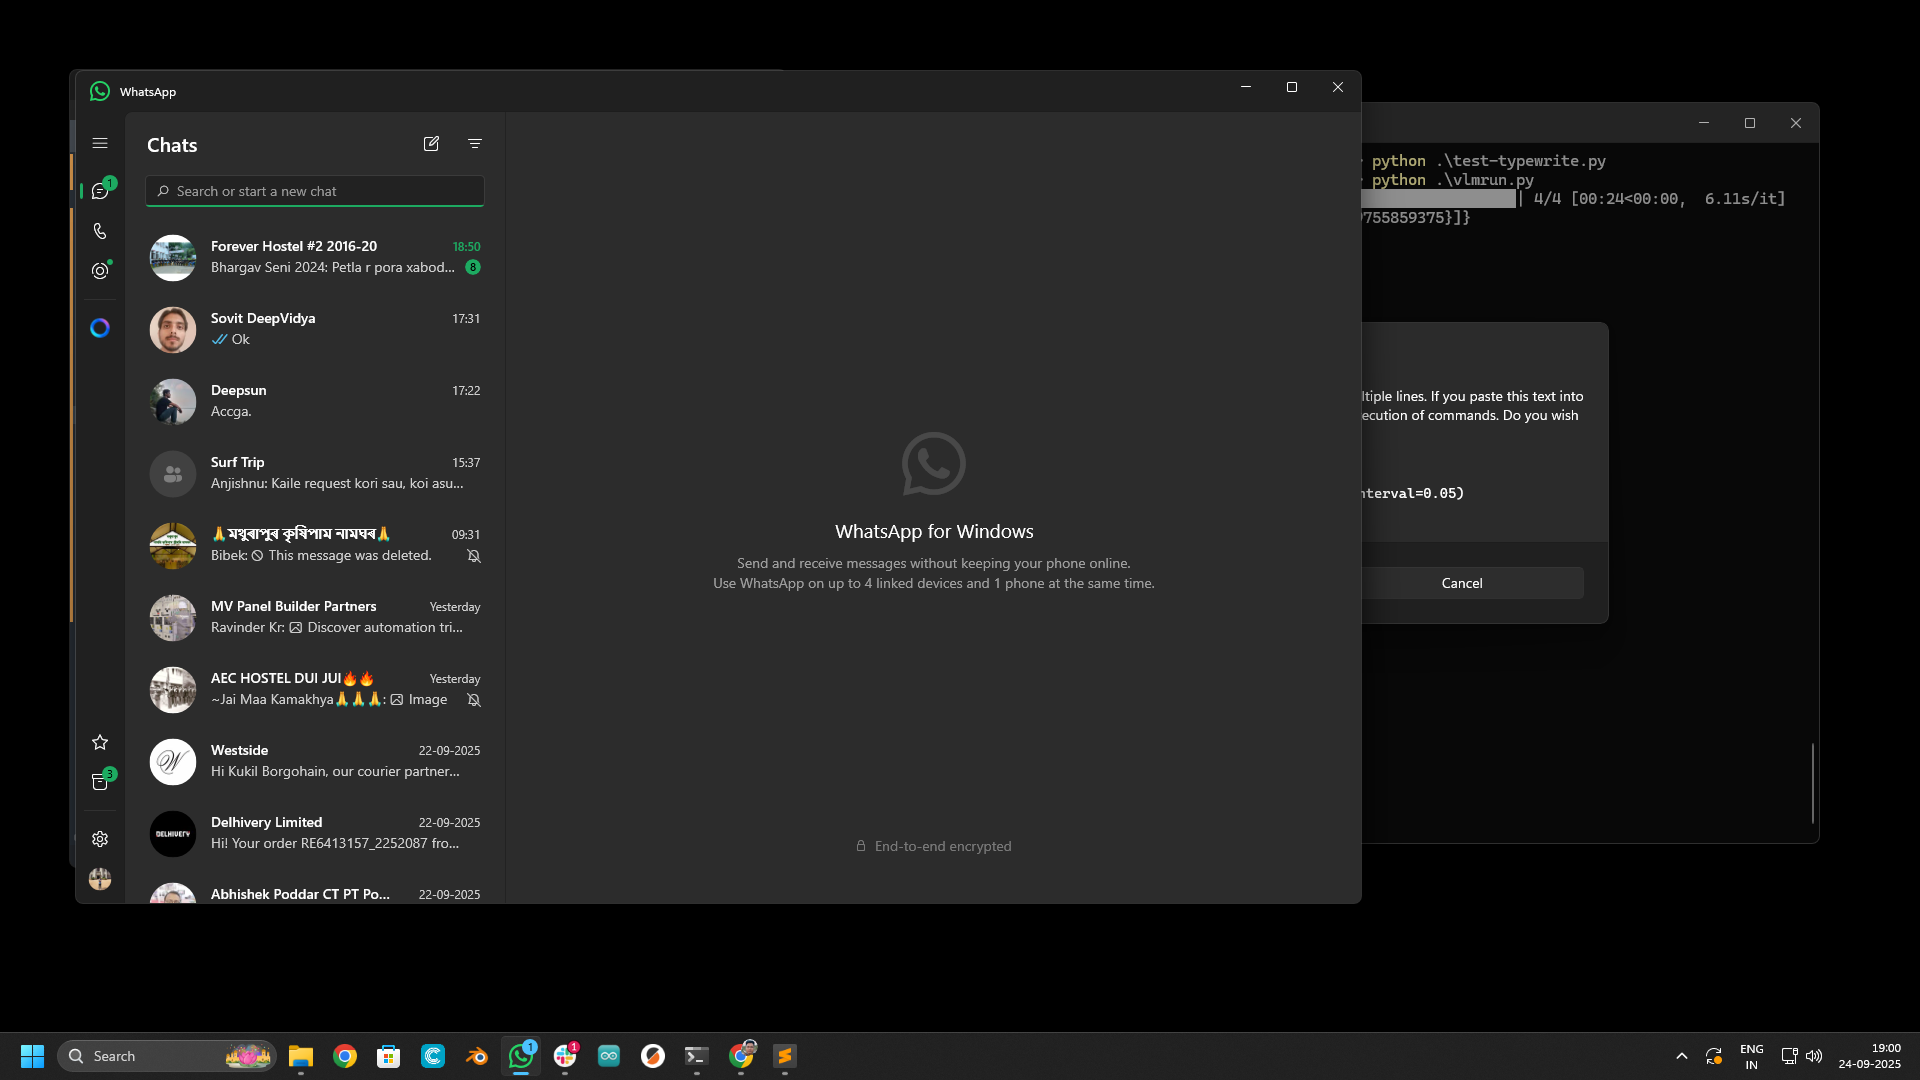 WhatsApp
1
Chats
Search or start a new chat
Forever Hostel #2 2016-20
18:50
Bhargav Seni 2024: Petla r pora xabod...
8
Sovit DeepVidya
17:31
Ok
Deepsun
17:22
Accga.
Surf Trip
15:37
Anjishnu: Kaile request kori sau, koi asu...
🙏মথুৰাপুৰ কৃষিপাম নামঘৰ🙏
09:31
Bibek: 🛇 This message was deleted.
MV Panel Builder Partners
Yesterday
Ravinder Kr: Discover automation tri...
AEC HOSTEL DUI JUI🔥🔥
Yesterday
~Jai Maa Kamakhya🙏🙏🙏: Image
Westside
22-09-2025
Hi Kukil Borgohain, our courier partner...
3
DELHIVERY
Delhivery Limited
22-09-2025
Hi! Your order RE6413157_2252087 fro...
Abhishek Poddar CT PT Po...
22-09-2025
WhatsApp for Windows
Send and receive messages without keeping your phone online.
Use WhatsApp on up to 4 linked devices and 1 phone at the same time.
End-to-end encrypted
python .\test-typewrite.py
python .\vlmrun.py
| 4/4 [00:24<00:00, 6.11s/it]
755859375}]}
ltiple lines. If you paste this text into
ecution of commands. Do you wish
nterval=0.05)
Cancel
Search
1
1
ENG
IN
19:00
24-09-2025